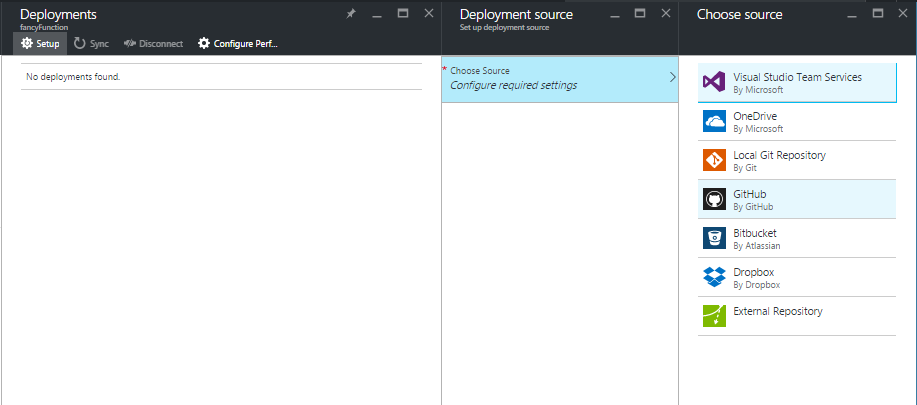 Deployments
fancyFunction
Setup Sync Disconnect Configure Perf...
No deployments found.
Deployment source
Set up deployment source
* Choose Source
Configure required settings
Choose source
Visual Studio Team Services
By Microsoft
OneDrive
By Microsoft
Local Git Repository
By Git
GitHub
By GitHub
Bitbucket
By Atlassian
Dropbox
By Dropbox
External Repository